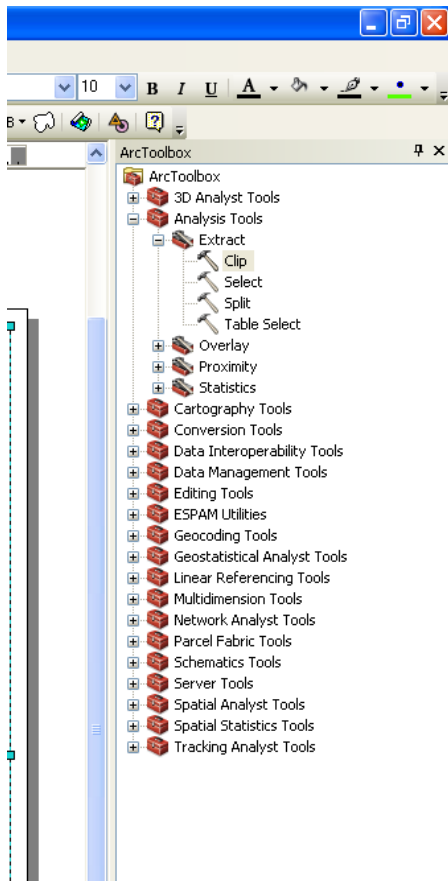 10 B I U A
B
ArcToolbox
ArcToolbox
3D Analyst Tools
Analysis Tools
Extract
Clip
Select
Split
Table Select
Overlay
Proximity
Statistics
Cartography Tools
Conversion Tools
Data Interoperability Tools
Data Management Tools
Editing Tools
ESPAM Utilities
Geocoding Tools
Geostatistical Analyst Tools
Linear Referencing Tools
Multidimension Tools
Network Analyst Tools
Parcel Fabric Tools
Schematics Tools
Server Tools
Spatial Analyst Tools
Spatial Statistics Tools
Tracking Analyst Tools